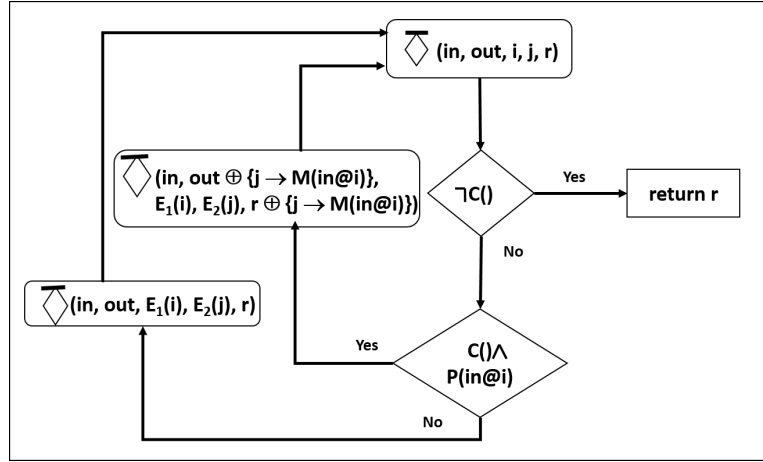 (in, out, i, j, r)
(in, out ⊕ {j → M(in@i)},
E₁(i), E₂(j), r ⊕ {j → M(in@i)})
¬C()
Yes
return r
No
(in, out, E₁(i), E₂(j), r)
Yes
C()∧
P(in@i)
No